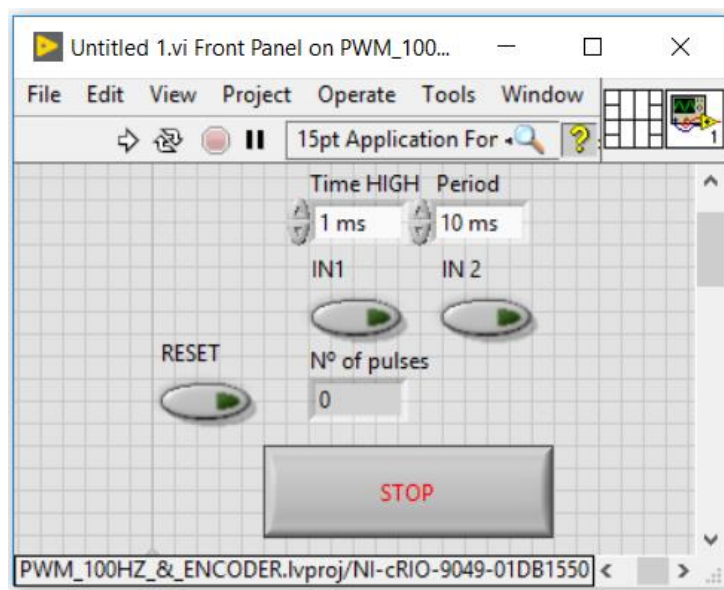 Untitled 1.vi Front Panel on PWM_100...
File Edit View Project Operate Tools Window
15pt Application For
1
Time HIGH Period
1 ms 10 ms
IN1 IN 2
RESET
Nº of pulses
0
STOP
PWM_100HZ_&_ENCODER.lvproj/NI-cRIO-9049-01DB1550